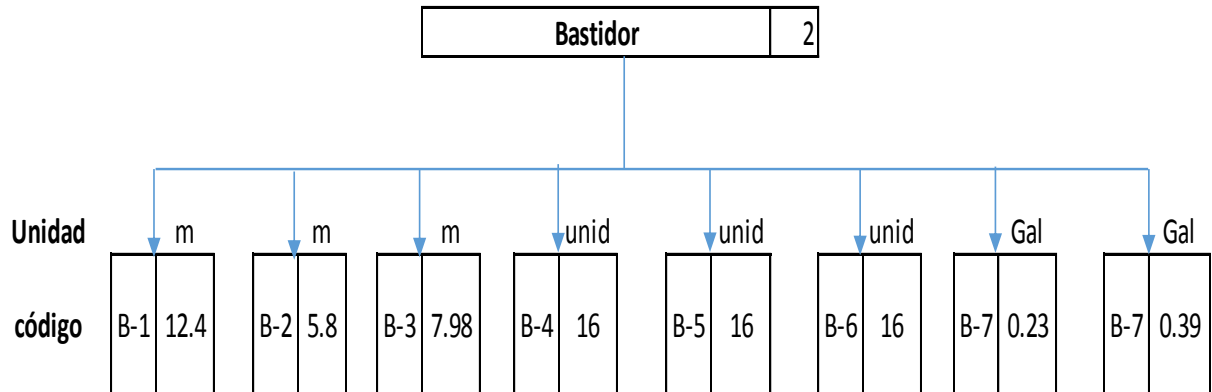 Bastidor 2
Unidad m m m unid unid unid Gal Gal
código B-1 12.4 B-2 5.8 B-3 7.98 B-4 16 B-5 16 B-6 16 B-7 0.23 B-7 0.39